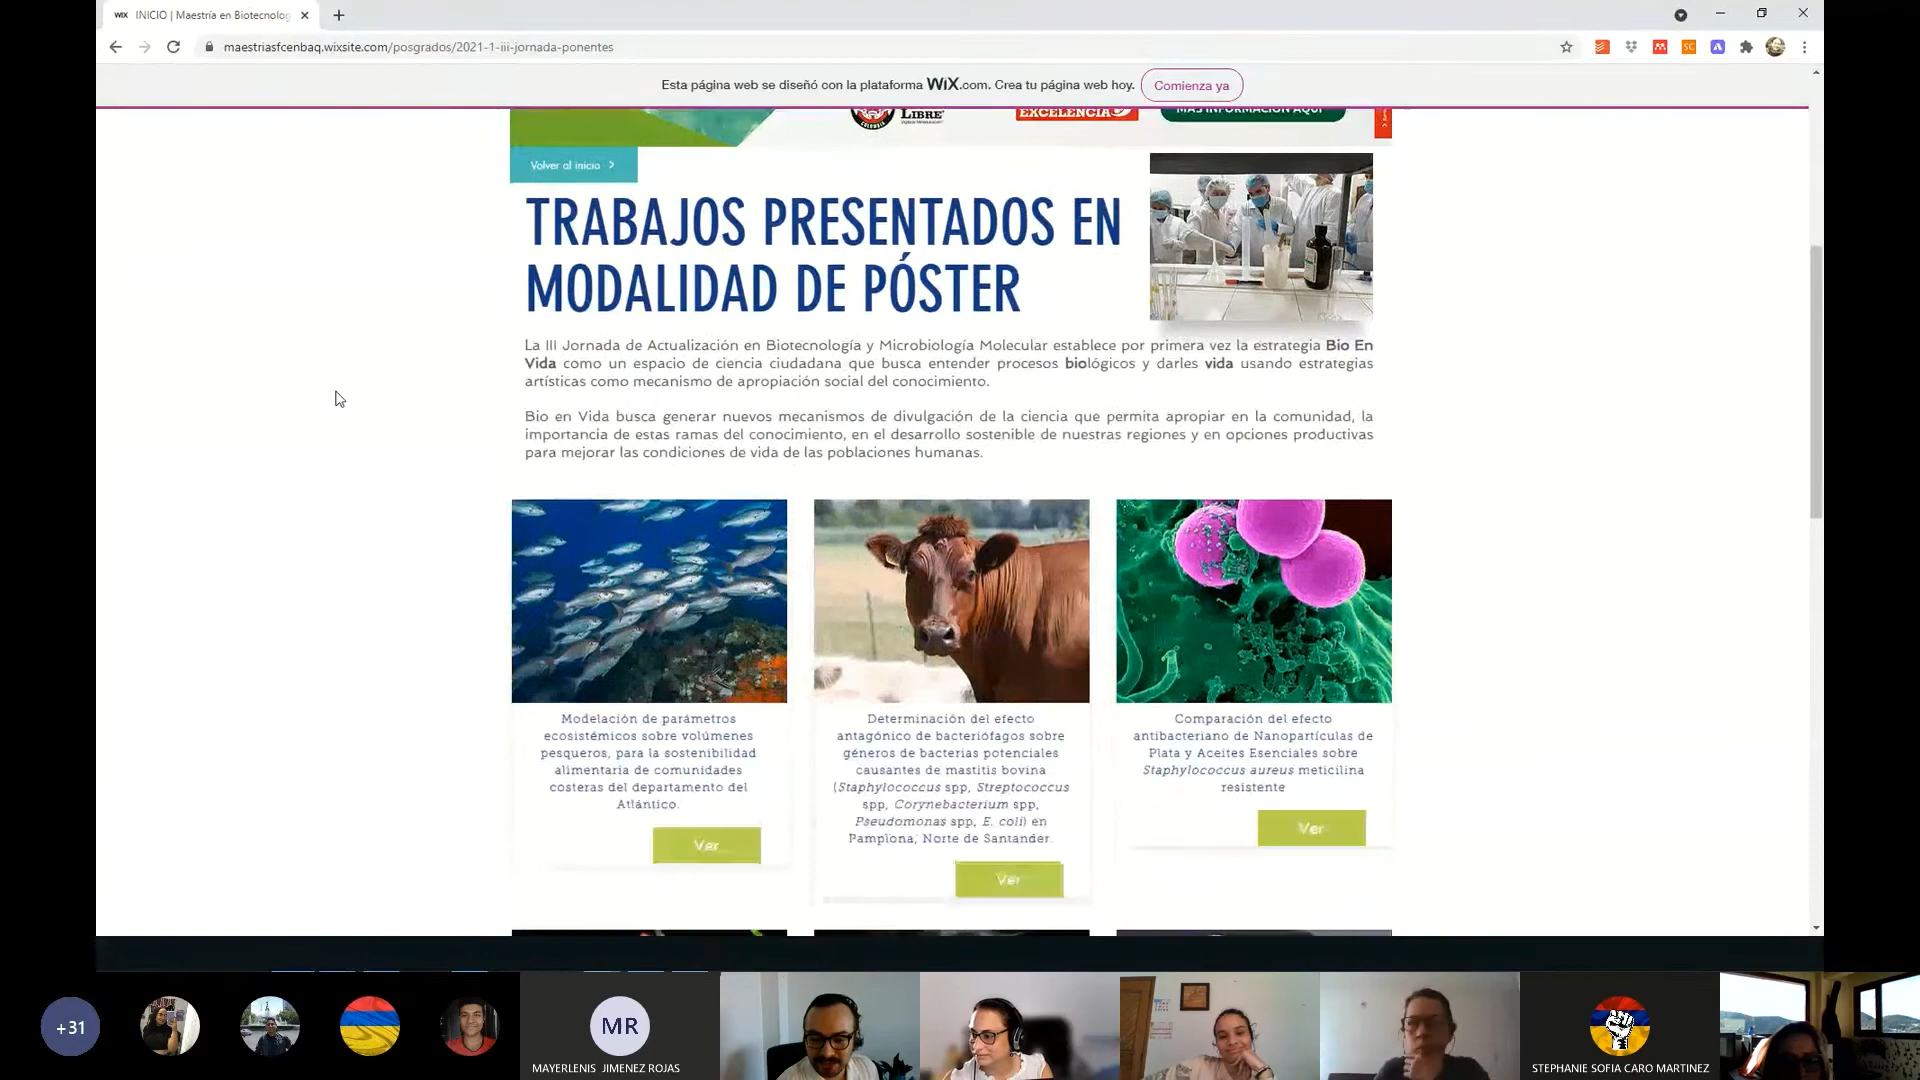 WiX INICIO | Maestría en Biotecnolog
maestriasfcenbaq.wixsite.com/posgrados/2021-1-iii-jornada-ponentes
Esta página web se diseñó con la plataforma WiX.com. Crea tu página web hoy. Comienza ya
COLOMBIA
LIBRE
EXCELENCIA
MÁS INFORMACIÓN AQUÍ
Volver al inicio >
TRABAJOS PRESENTADOS EN
MODALIDAD DE PÓSTER
La III Jornada de Actualización en Biotecnología y Microbiología Molecular establece por primera vez la estrategia Bio En
Vida como un espacio de ciencia ciudadana que busca entender procesos biológicos y darles vida usando estrategias
artísticas como mecanismo de apropiación social del conocimiento.
Bio en Vida busca generar nuevos mecanismos de divulgación de la ciencia que permita apropiar en la comunidad, la
importancia de estas ramas del conocimiento, en el desarrollo sostenible de nuestras regiones y en opciones productivas
para mejorar las condiciones de vida de las poblaciones humanas.
Modelación de parámetros
ecosistémicos sobre volúmenes
pesqueros, para la sostenibilidad
alimentaria de comunidades
costeras del departamento del
Atlántico.
Ver
Determinación del efecto
antagónico de bacteriófagos sobre
géneros de bacterias potenciales
causantes de mastitis bovina
(Staphylococcus spp, Streptococcus
spp, Corynebacterium spp,
Pseudomonas spp, E. coli) en
Pamplona, Norte de Santander.
Ver
Comparación del efecto
antibacteriano de Nanopartículas de
Plata y Aceites Esenciales sobre
Staphylococcus aureus meticilina
resistente
Ver
+31
MR
MAYERLENIS JIMENEZ ROJAS
STEPHANIE SOFIA CARO MARTINEZ